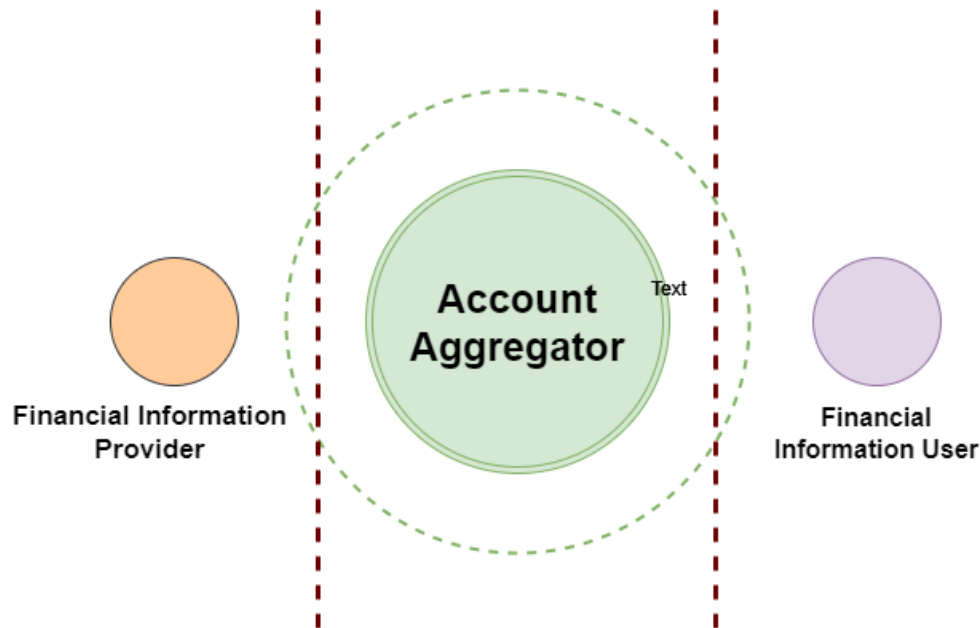 Account
Aggregator
Text
Financial Information
Provider
Financial
Information User